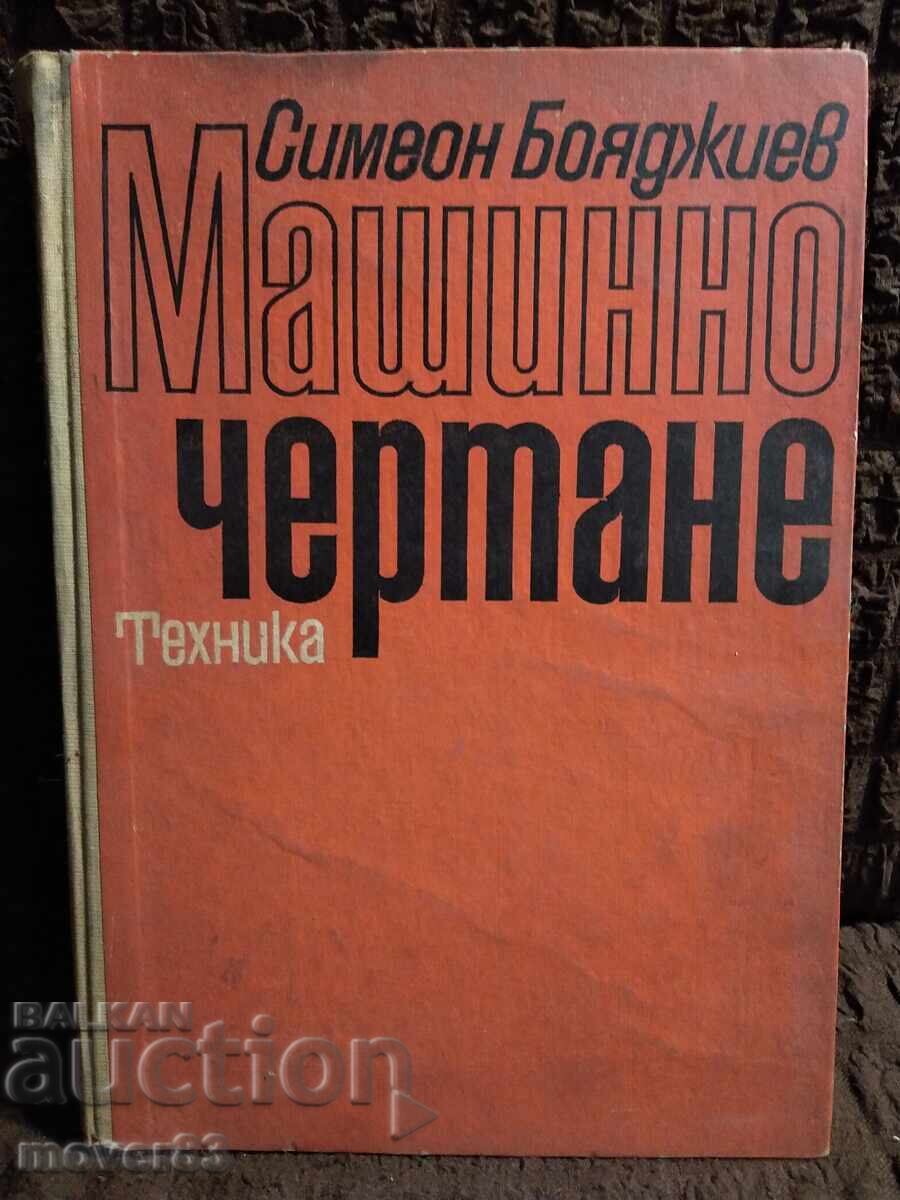 Симеон Бояджиев
Машинно
чертане
Техника
BALKAN
auction
mover83